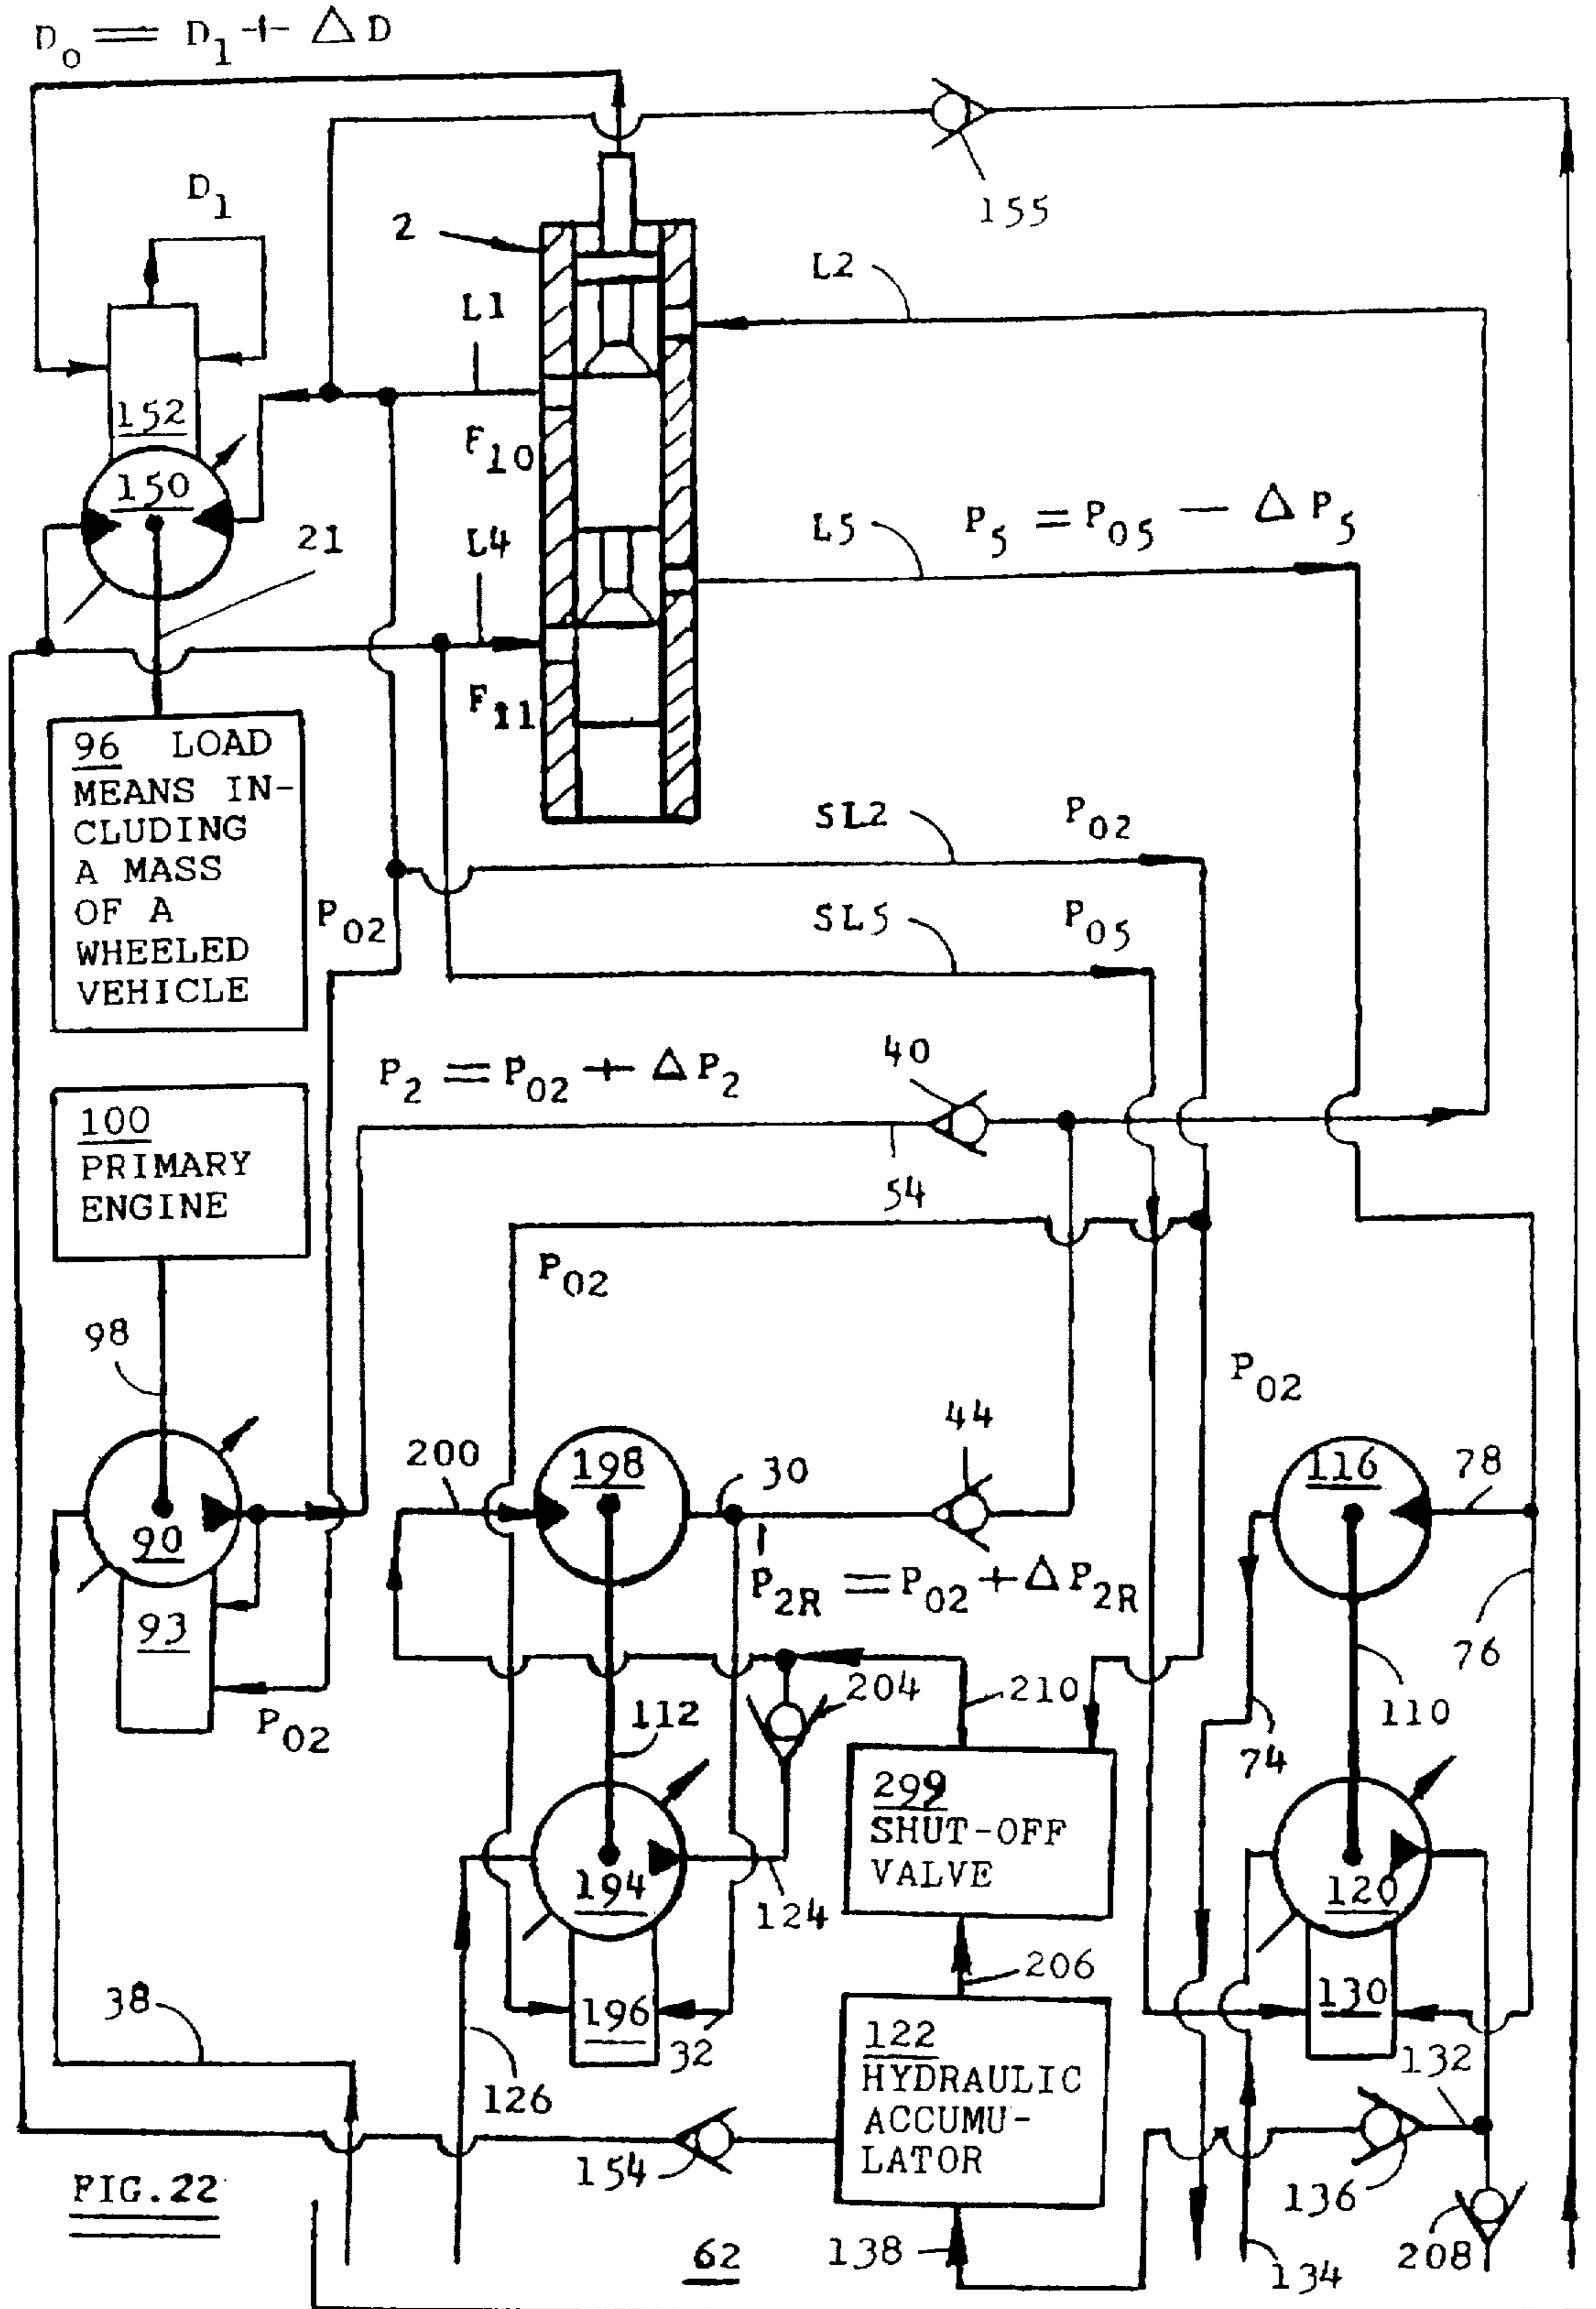 D₀ = D₁ + Δ D
D₁
2
155
L1
L2
152
F₁₀
150
21
L4
L5
P₅ = P₀₅ − Δ P₅
F₁₁
96 LOAD
MEANS IN-
CLUDING
A MASS
OF A
WHEELED
VEHICLE
SL2
P₀₂
P₀₂
SL5
P₀₅
P₂ = P₀₂ + Δ P₂
40
100
PRIMARY
ENGINE
54
P₀₂
98
P₀₂
200
198
30
44
116
78
90
P₂R = P₀₂ + Δ P₂R
93
76
P₀₂
112
204
210
74
110
299
SHUT-OFF
VALVE
194
124
120
38
206
196
32
130
122
HYDRAULIC
ACCUMU-
LATOR
132
126
154
136
FIG.22
62
138
134
208